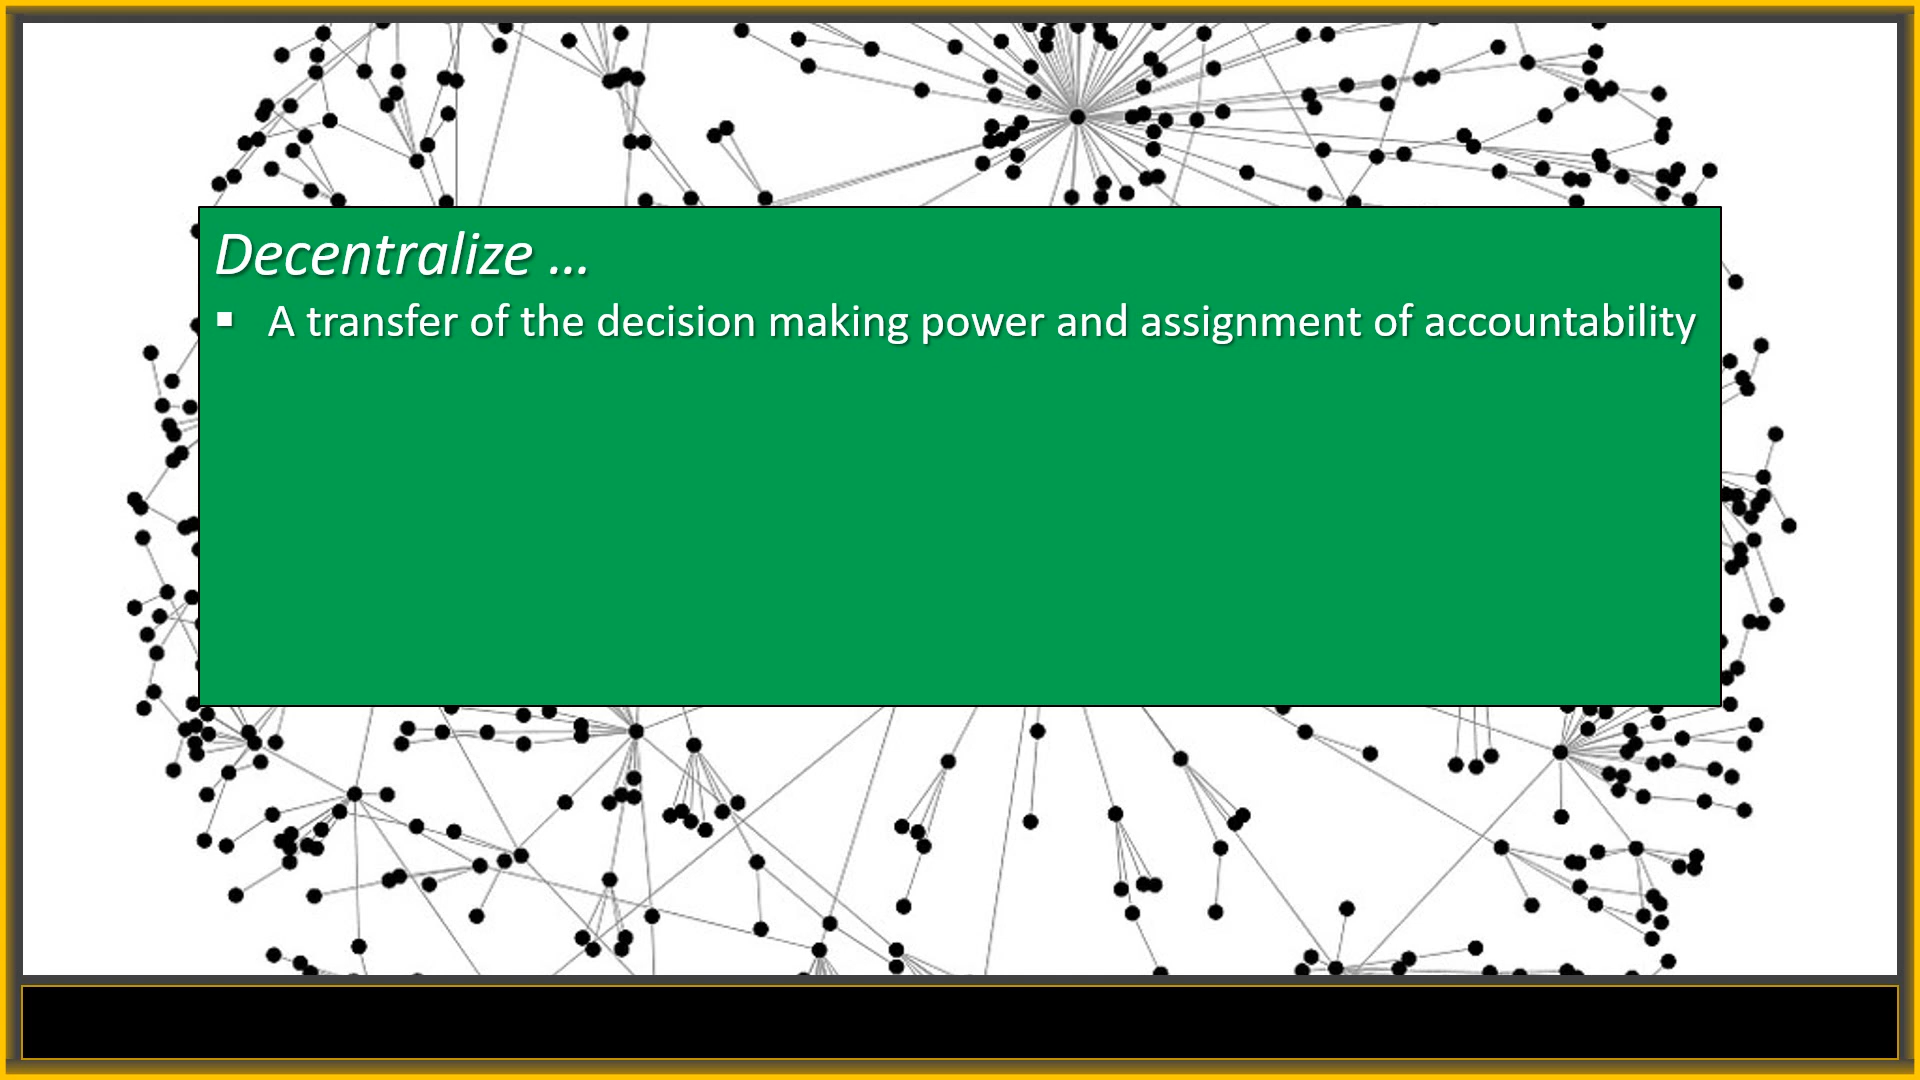 Decentralize …
▪ A transfer of the decision making power and assignment of accountability